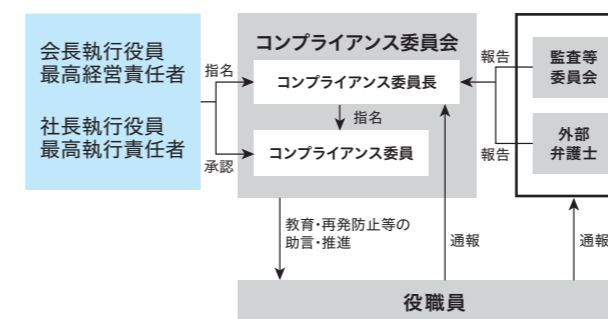 会長執行役員
最高経営責任者
社長執行役員
最高執行責任者
指名
承認
コンプライアンス委員会
コンプライアンス委員長
指名
コンプライアンス委員
報告
報告
監査等
委員会
外部
弁護士
教育・再発防止等の
助言・推進
通報
通報
役職員